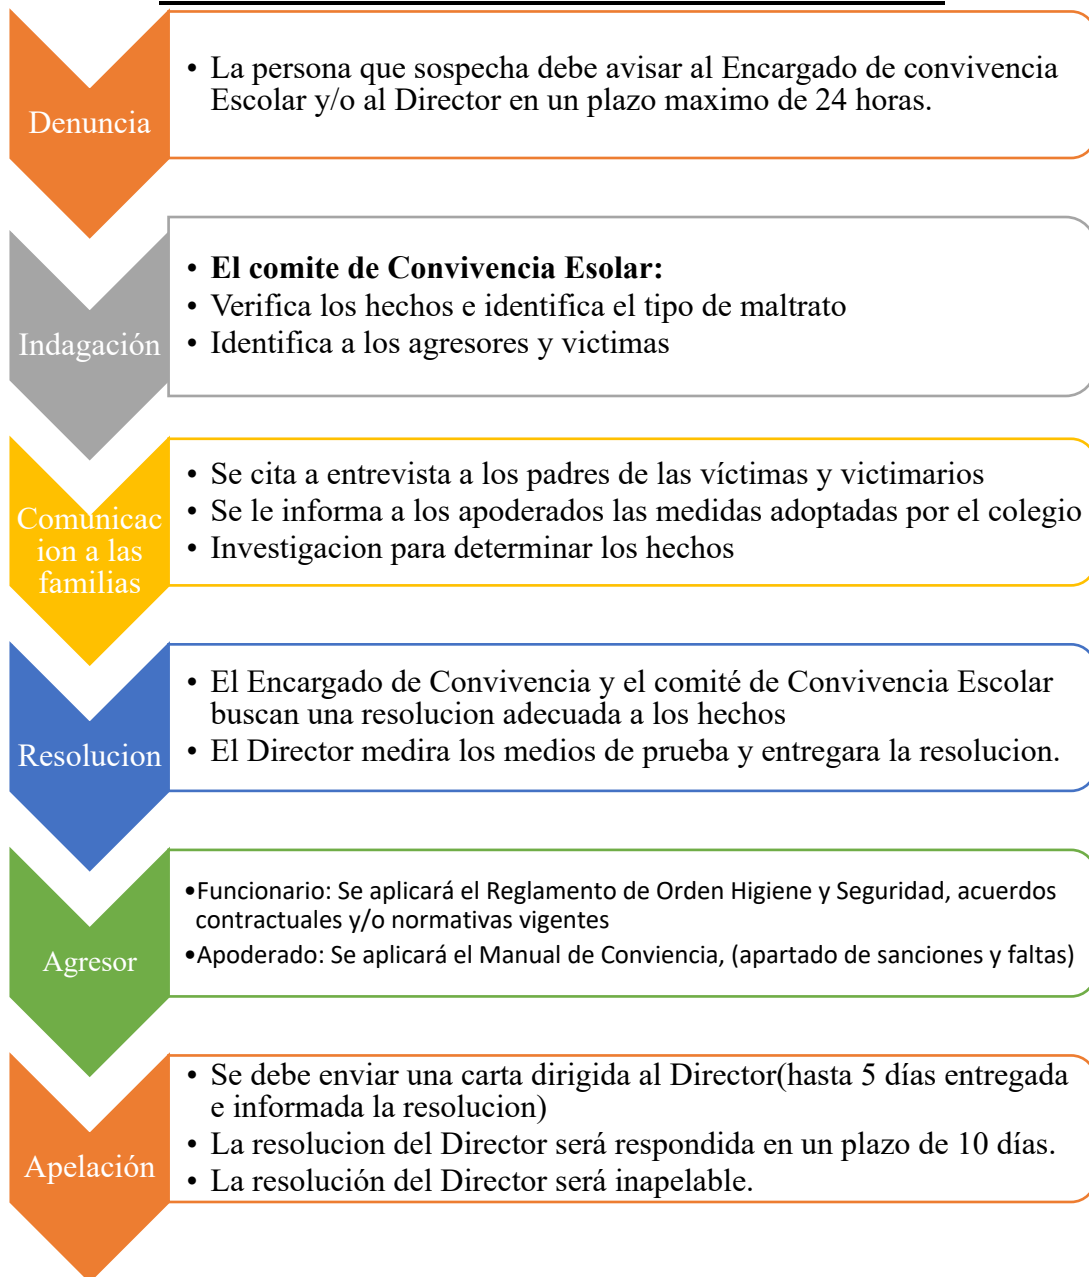 Denuncia
• La persona que sospecha debe avisar al Encargado de convivencia
Escolar y/o al Director en un plazo maximo de 24 horas.
Indagación
• El comite de Convivencia Esolar:
• Verifica los hechos e identifica el tipo de maltrato
• Identifica a los agresores y victimas
Comunicac
ion a las
familias
• Se cita a entrevista a los padres de las víctimas y victimarios
• Se le informa a los apoderados las medidas adoptadas por el colegio
• Investigacion para determinar los hechos
Resolucion
• El Encargado de Convivencia y el comité de Convivencia Escolar
buscan una resolucion adecuada a los hechos
• El Director medira los medios de prueba y entregara la resolucion.
Agresor
•Funcionario: Se aplicará el Reglamento de Orden Higiene y Seguridad, acuerdos
contractuales y/o normativas vigentes
•Apoderado: Se aplicará el Manual de Conviencia, (apartado de sanciones y faltas)
Apelación
• Se debe enviar una carta dirigida al Director(hasta 5 días entregada
e informada la resolucion)
• La resolucion del Director será respondida en un plazo de 10 días.
• La resolución del Director será inapelable.